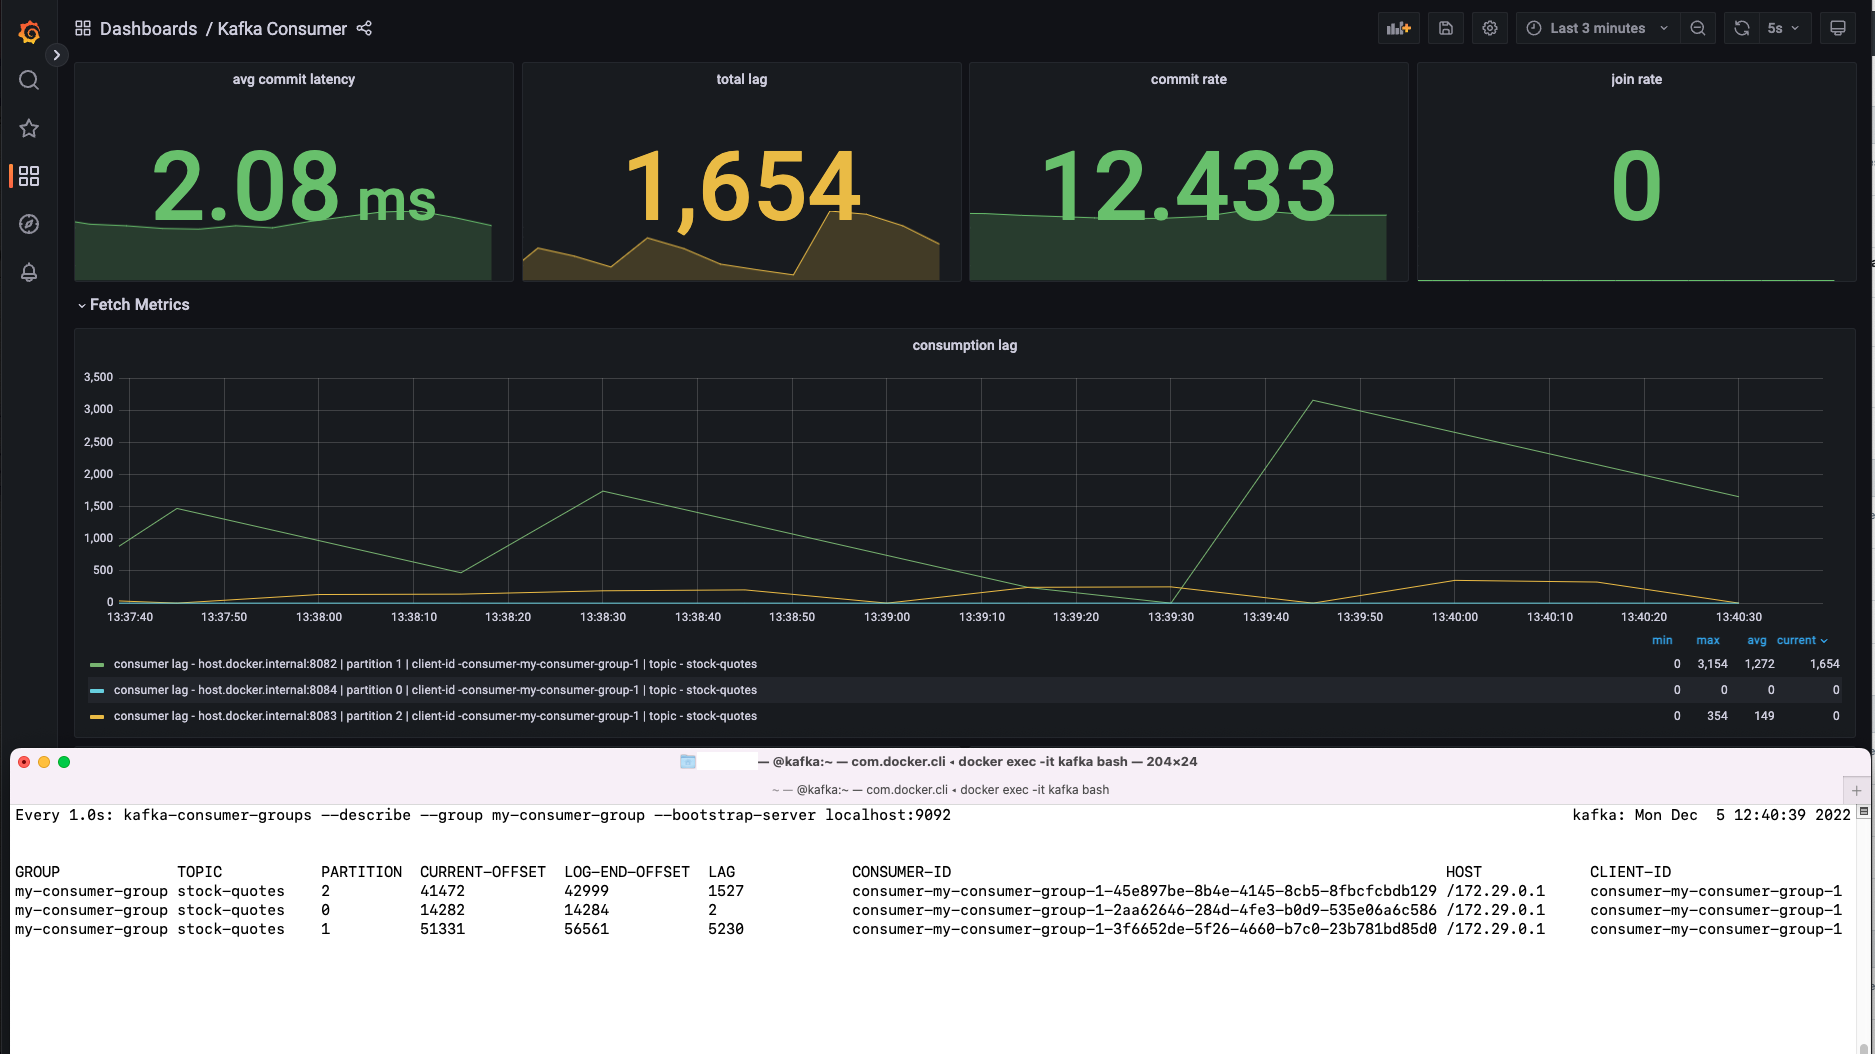 Dashboards / Kafka Consumer
Last 3 minutes
5s
avg commit latency
total lag
commit rate
join rate
2.08 ms
1,654
12.433
0
Fetch Metrics
consumption lag
3,500
3,000
2,500
2,000
1,500
1,000
500
0
13:37:40 13:37:50 13:38:00 13:38:10 13:38:20 13:38:30 13:38:40 13:38:50 13:39:00 13:39:10 13:39:20 13:39:30 13:39:40 13:39:50 13:40:00 13:40:10 13:40:20 13:40:30
min max avg current
consumer lag - host.docker.internal:8082 | partition 1 | client-id -consumer-my-consumer-group-1 | topic - stock-quotes 0 3,154 1,272 1,654
consumer lag - host.docker.internal:8084 | partition 0 | client-id -consumer-my-consumer-group-1 | topic - stock-quotes 0 0 0 0
consumer lag - host.docker.internal:8083 | partition 2 | client-id -consumer-my-consumer-group-1 | topic - stock-quotes 0 354 149 0
— @kafka:~ — com.docker.cli ◂ docker exec -it kafka bash — 204×24
~ — @kafka:~ — com.docker.cli ◂ docker exec -it kafka bash
Every 1.0s: kafka-consumer-groups --describe --group my-consumer-group --bootstrap-server localhost:9092 kafka: Mon Dec  5 12:40:39 2022
GROUP TOPIC PARTITION CURRENT-OFFSET LOG-END-OFFSET LAG CONSUMER-ID HOST CLIENT-ID
my-consumer-group stock-quotes 2 41472 42999 1527 consumer-my-consumer-group-1-45e897be-8b4e-4145-8cb5-8fbcfcbdb129 /172.29.0.1 consumer-my-consumer-group-1
my-consumer-group stock-quotes 0 14282 14284 2 consumer-my-consumer-group-1-2aa62646-284d-4fe3-b0d9-535e06a6c586 /172.29.0.1 consumer-my-consumer-group-1
my-consumer-group stock-quotes 1 51331 56561 5230 consumer-my-consumer-group-1-3f6652de-5f26-4660-b7c0-23b781bd85d0 /172.29.0.1 consumer-my-consumer-group-1